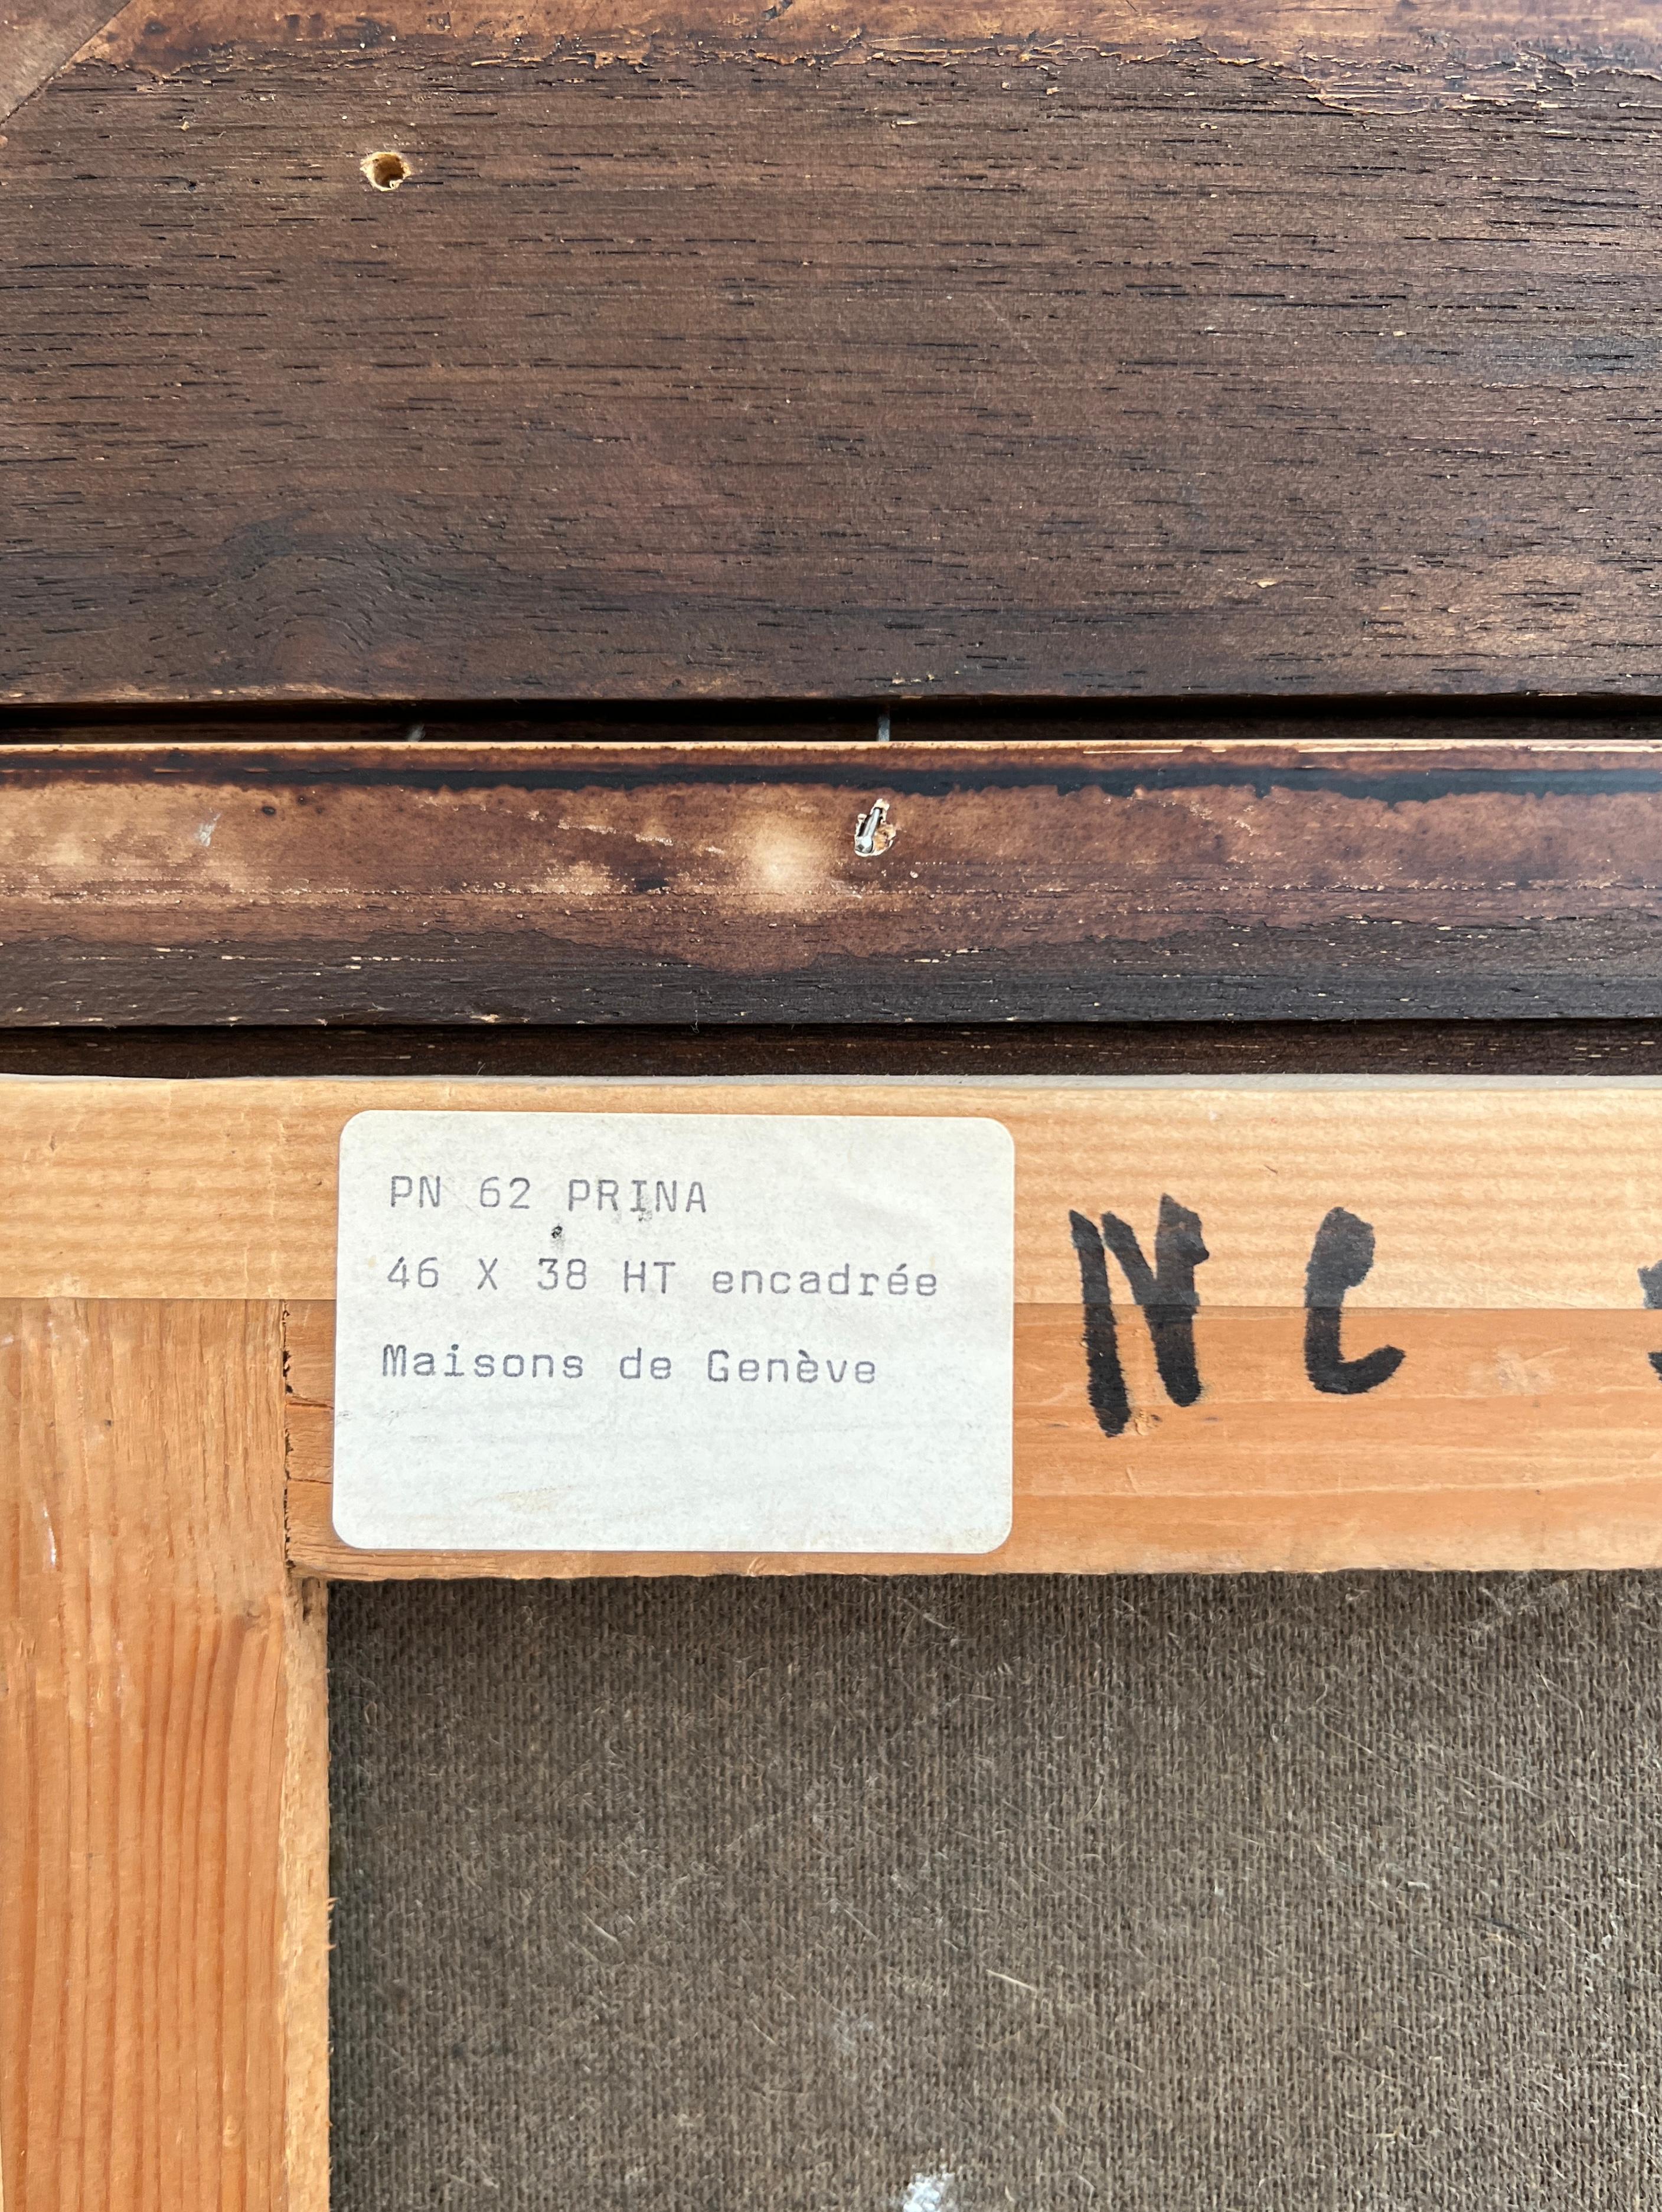 PN 62 PRINA
46 X 38 HT encadrée
Maisons de Genève
NC